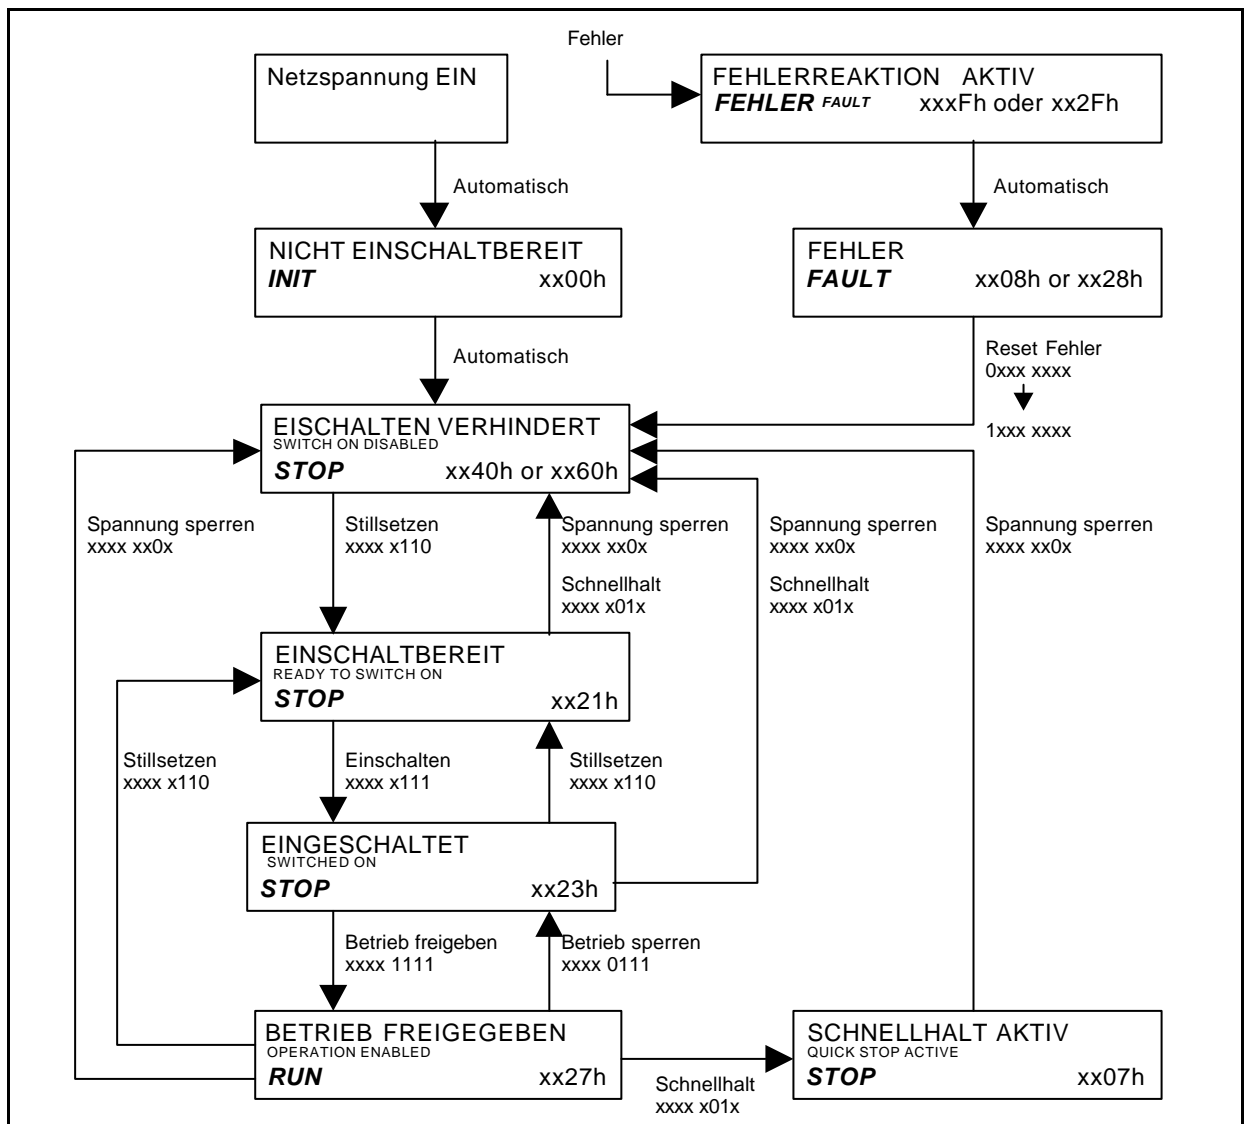 Fehler
Netzspannung EIN
FEHLERREAKTION AKTIV
FEHLER FAULT xxxFh oder xx2Fh
Automatisch
Automatisch
NICHT EINSCHALTBEREIT
INIT xx00h
FEHLER
FAULT xx08h or xx28h
Automatisch
Reset Fehler
0xxx xxxx
1xxx xxxx
EISCHALTEN VERHINDERT
SWITCH ON DISABLED
STOP xx40h or xx60h
Spannung sperren
xxxx xx0x
Stillsetzen
xxxx x110
Spannung sperren
xxxx xx0x
Schnellhalt
xxxx x01x
Spannung sperren
xxxx xx0x
Schnellhalt
xxxx x01x
Spannung sperren
xxxx xx0x
EINSCHALTBEREIT
READY TO SWITCH ON
STOP xx21h
Stillsetzen
xxxx x110
Einschalten
xxxx x111
Stillsetzen
xxxx x110
EINGESCHALTET
SWITCHED ON
STOP xx23h
Betrieb freigeben
xxxx 1111
Betrieb sperren
xxxx 0111
BETRIEB FREIGEGEBEN
OPERATION ENABLED
RUN xx27h
Schnellhalt
xxxx x01x
SCHNELLHALT AKTIV
QUICK STOP ACTIVE
STOP xx07h